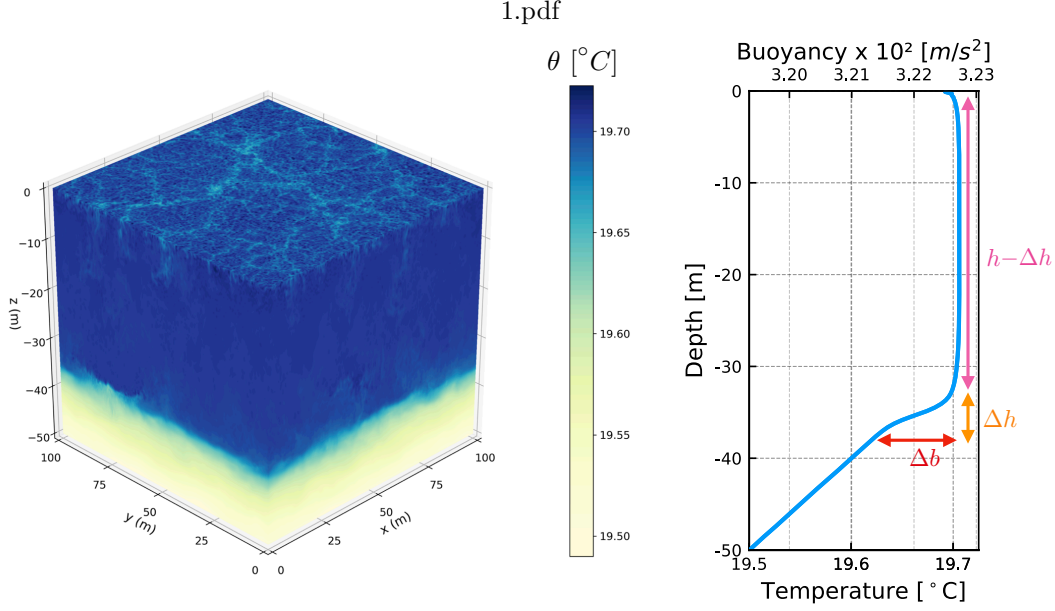 1.pdf
θ [°C]
19.70
19.65
19.60
19.55
19.50
0
−10
−20
−30
−40
−50
z (m)
100
75
50
25
0
y (m)
0
25
50
75
100
x (m)
Buoyancy x 10² [m/s²]
3.20 3.21 3.22 3.23
0
-10
-20
-30
-40
-50
Depth [m]
h−Δh
Δh
Δb
19.5 19.6 19.7
Temperature [°C]